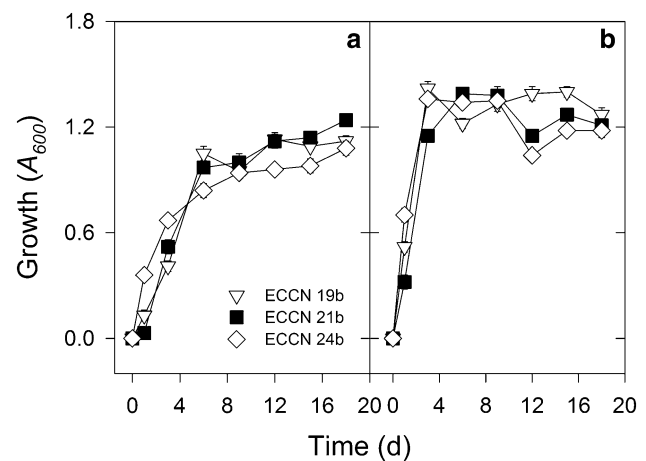 a
b
1.8
1.2
0.6
0.0
Growth (A600)
ECCN 19b
ECCN 21b
ECCN 24b
0 4 8 12 16 20 0 4 8 12 16 20
Time (d)